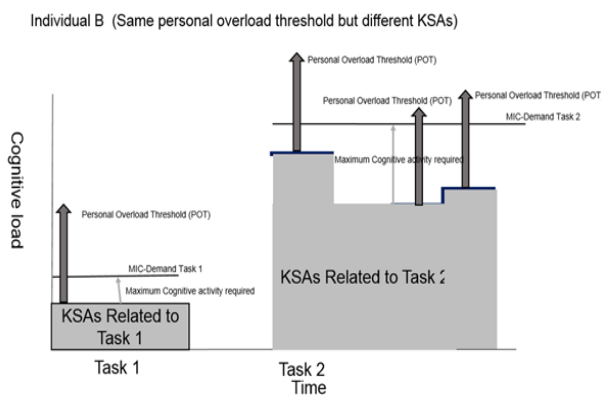 Individual B (Same personal overload threshold but different KSAs)
Personal Overload Threshold (POT)
Personal Overload Threshold (POT)
Personal Overload Threshold (POT
MIC-Demand Task 2
Maximum Cognitive activity required
Cognitive load
Personal Overload Threshold (POT)
MIC-Demand Task 1
Maximum Cognitive activity required
KSAs Related to Task 2
KSAs Related to
Task 1
Task 1
Task 2
Time